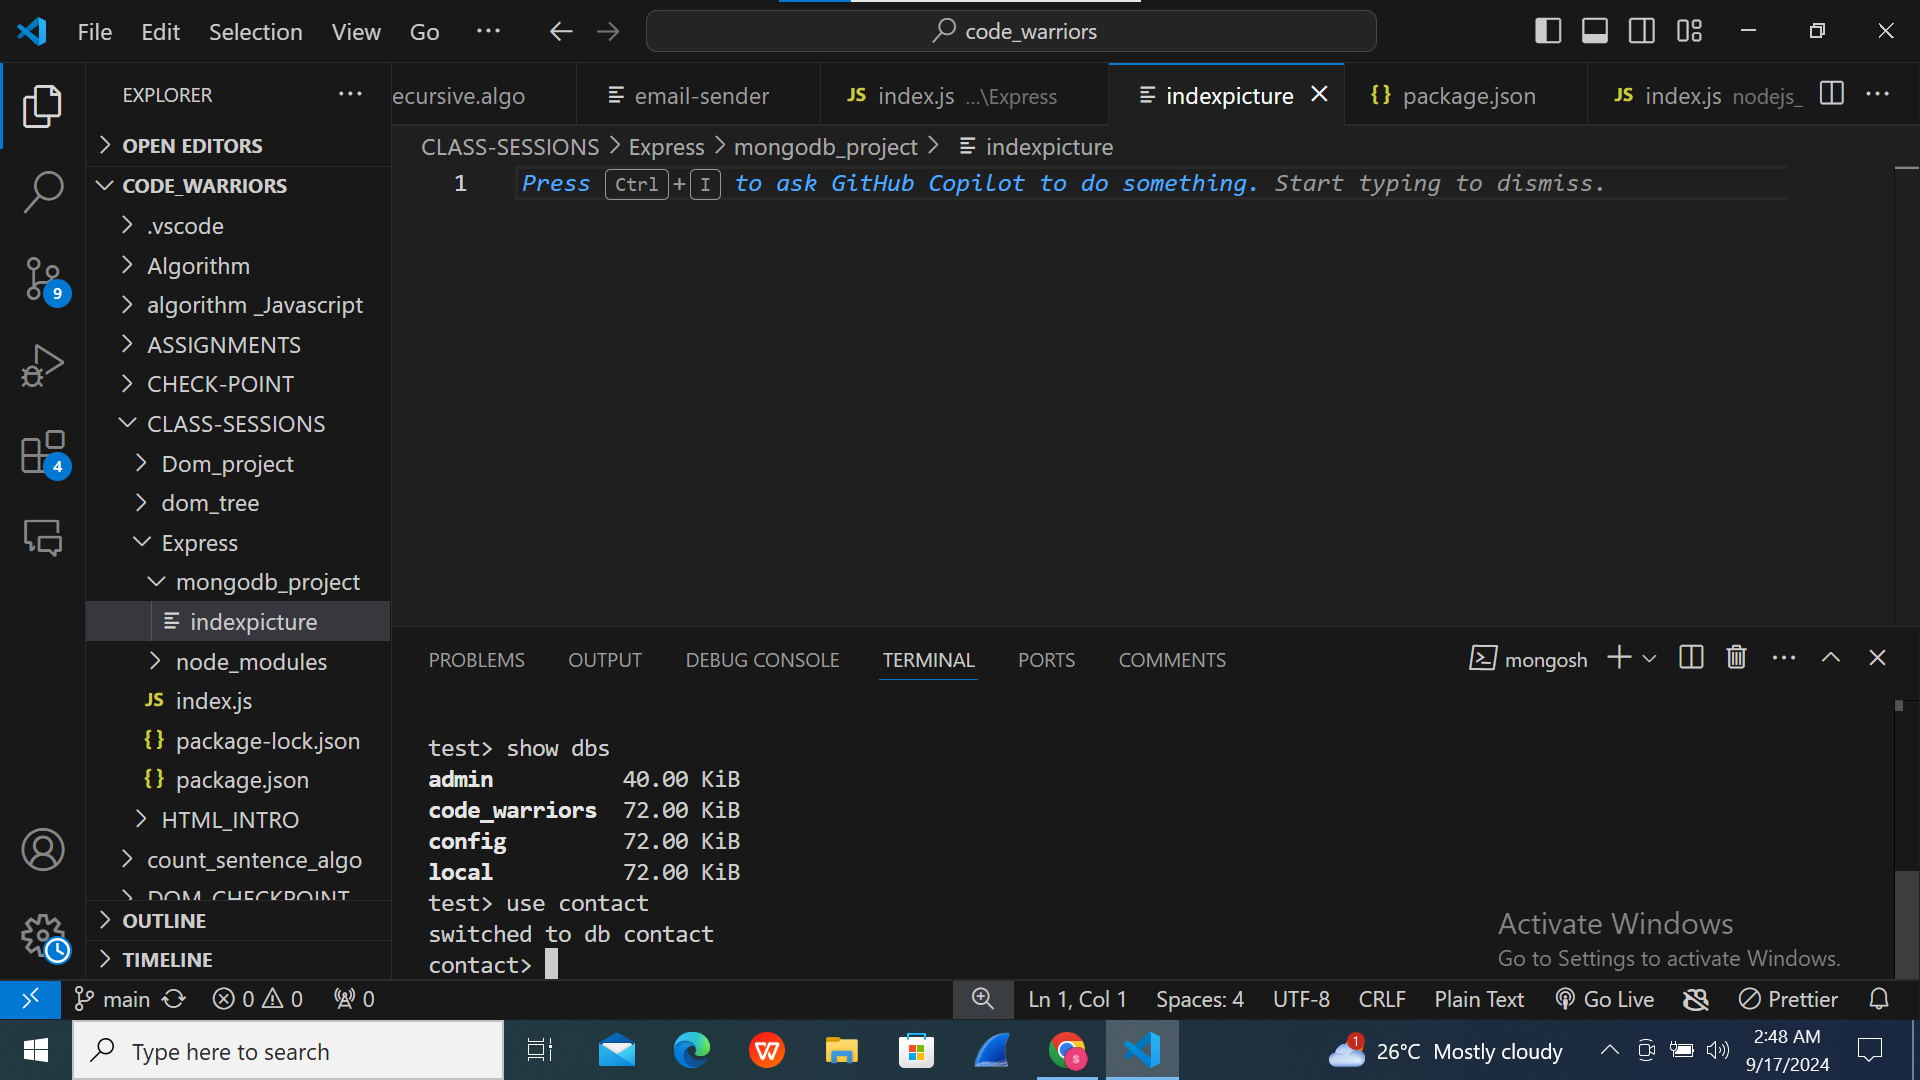 File Edit Selection View Go ... code_warriors
EXPLORER ...
ecursive.algo email-sender JS index.js ...\Express indexpicture {} package.json JS index.js nodejs_ ...
CLASS-SESSIONS > Express > mongodb_project > indexpicture
1 Press Ctrl+I to ask GitHub Copilot to do something. Start typing to dismiss.
OPEN EDITORS
CODE_WARRIORS
.vscode
Algorithm
algorithm _Javascript
ASSIGNMENTS
CHECK-POINT
CLASS-SESSIONS
Dom_project
dom_tree
Express
mongodb_project
indexpicture
node_modules
JS index.js
{} package-lock.json
{} package.json
HTML_INTRO
count_sentence_algo
DOM_CHECKPOINT
OUTLINE
TIMELINE
9
4
PROBLEMS OUTPUT DEBUG CONSOLE TERMINAL PORTS COMMENTS mongosh ...
test> show dbs
admin 40.00 KiB
code_warriors 72.00 KiB
config 72.00 KiB
local 72.00 KiB
test> use contact
switched to db contact
contact>
Activate Windows
Go to Settings to activate Windows.
main 0 0 0 Ln 1, Col 1 Spaces: 4 UTF-8 CRLF Plain Text Go Live Prettier
Type here to search W s 1 26°C Mostly cloudy 2:48 AM
9/17/2024